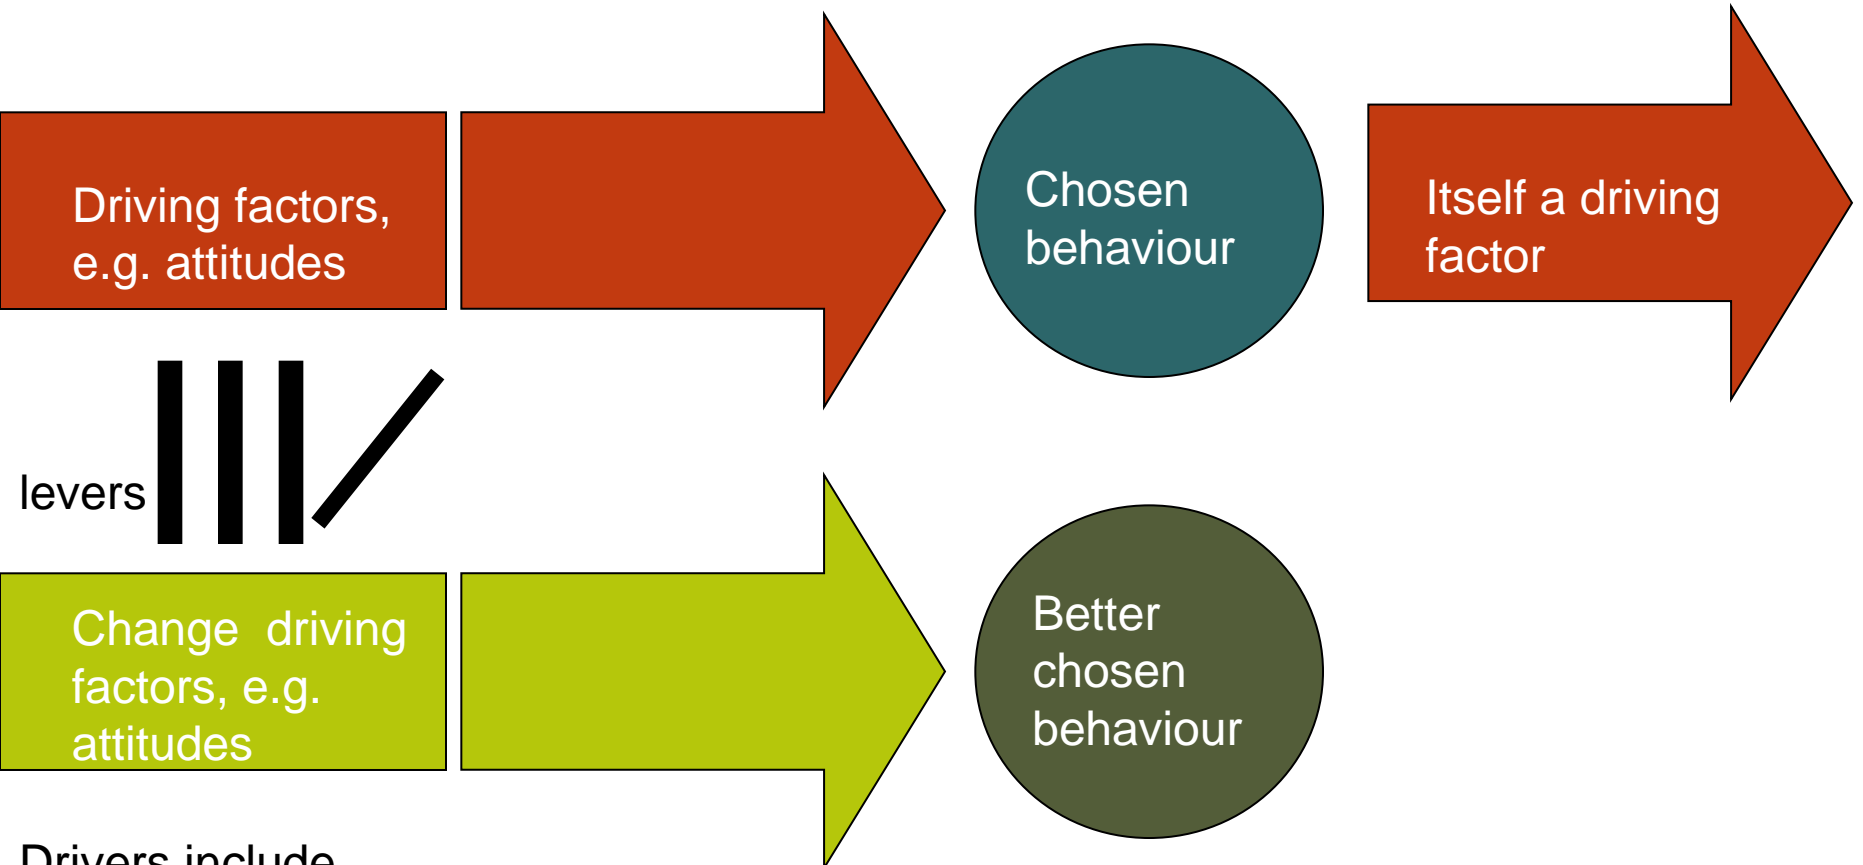 Driving factors,
e.g. attitudes
Chosen
behaviour
Itself a driving
factor
levers
Change driving
factors, e.g.
attitudes
Better
chosen
behaviour
Drivers include